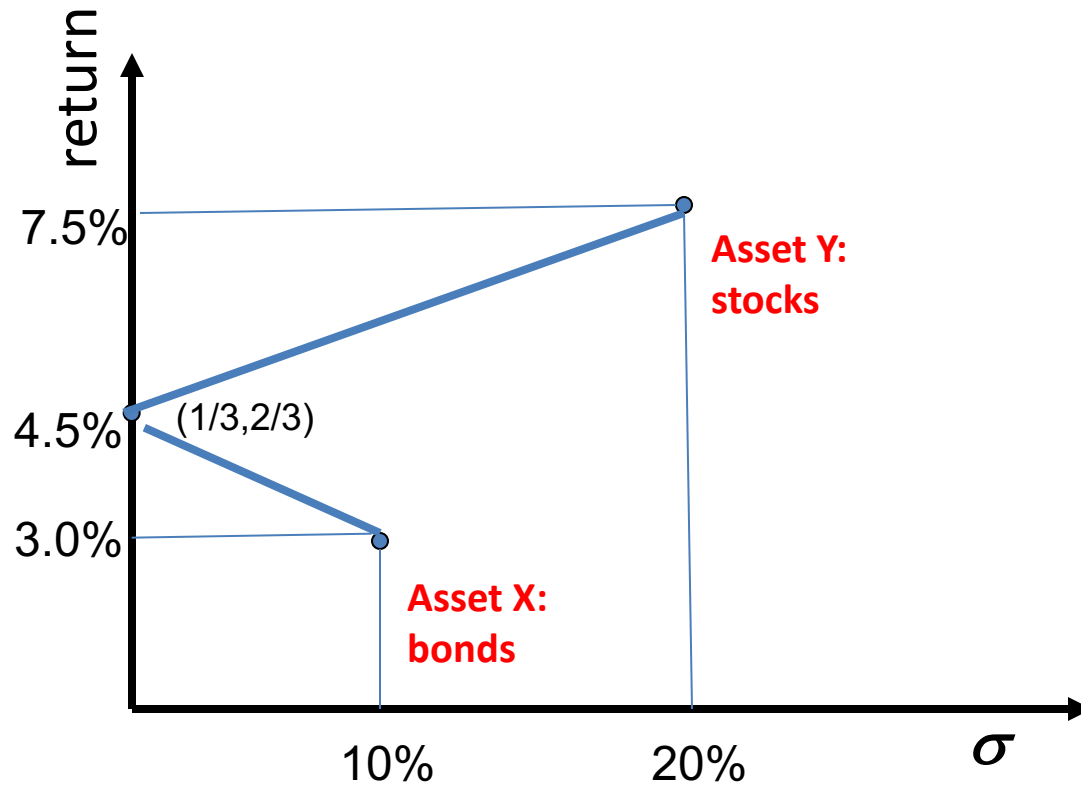 return
7.5%
Asset Y:
stocks
4.5%
(1/3,2/3)
3.0%
Asset X:
bonds
10%
20%
σ